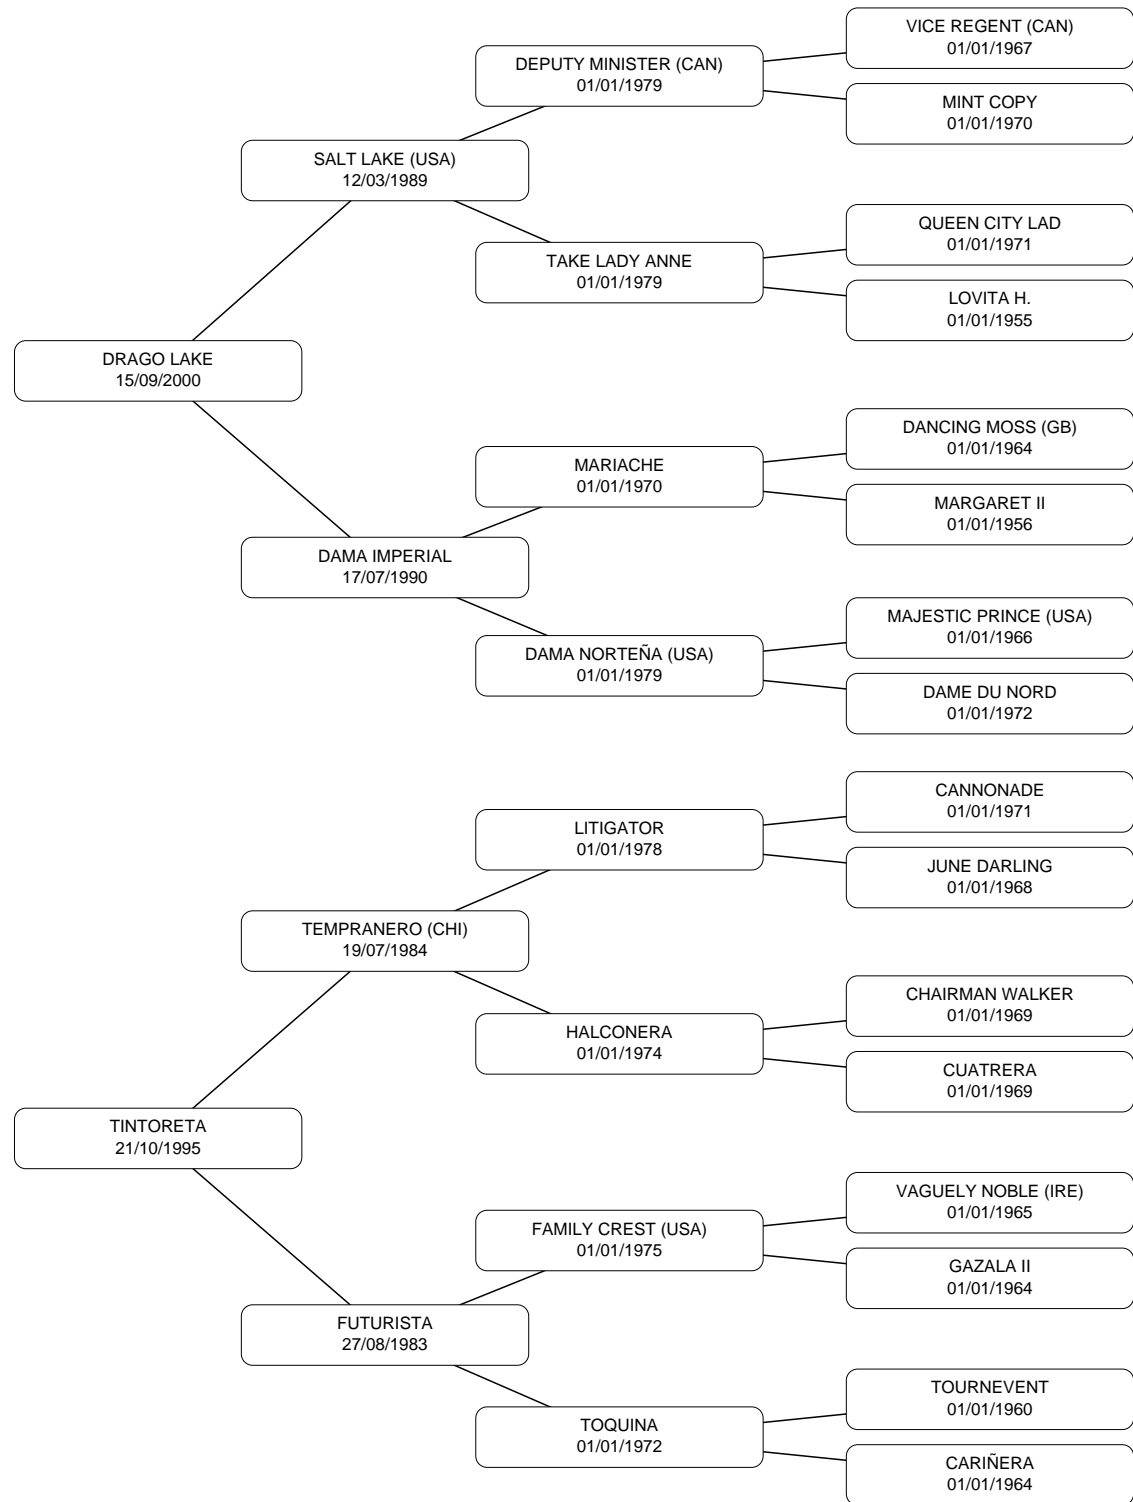 VICE REGENT (CAN)
01/01/1967
DEPUTY MINISTER (CAN)
01/01/1979
MINT COPY
01/01/1970
SALT LAKE (USA)
12/03/1989
QUEEN CITY LAD
01/01/1971
TAKE LADY ANNE
01/01/1979
LOVITA H.
01/01/1955
DRAGO LAKE
15/09/2000
DANCING MOSS (GB)
01/01/1964
MARIACHE
01/01/1970
MARGARET II
01/01/1956
DAMA IMPERIAL
17/07/1990
MAJESTIC PRINCE (USA)
01/01/1966
DAMA NORTEÑA (USA)
01/01/1979
DAME DU NORD
01/01/1972
CANNONADE
01/01/1971
LITIGATOR
01/01/1978
JUNE DARLING
01/01/1968
TEMPRANERO (CHI)
19/07/1984
CHAIRMAN WALKER
01/01/1969
HALCONERA
01/01/1974
CUATRERA
01/01/1969
TINTORETA
21/10/1995
VAGUELY NOBLE (IRE)
01/01/1965
FAMILY CREST (USA)
01/01/1975
GAZALA II
01/01/1964
FUTURISTA
27/08/1983
TOURNEVENT
01/01/1960
TOQUINA
01/01/1972
CARIÑERA
01/01/1964